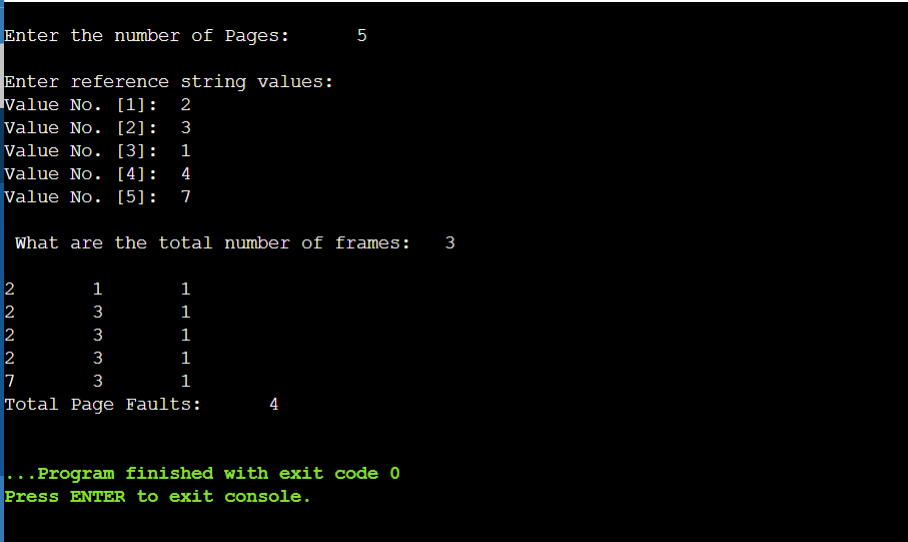 Enter the number of Pages: 5
Enter reference string values:
Value No. [1]: 2
Value No. [2]: 3
Value No. [3]: 1
Value No. [4]: 4
Value No. [5]: 7
What are the total number of frames: 3
2 1 1
2 3 1
2 3 1
2 3 1
7 3 1
Total Page Faults: 4
...Program finished with exit code 0
Press ENTER to exit console.